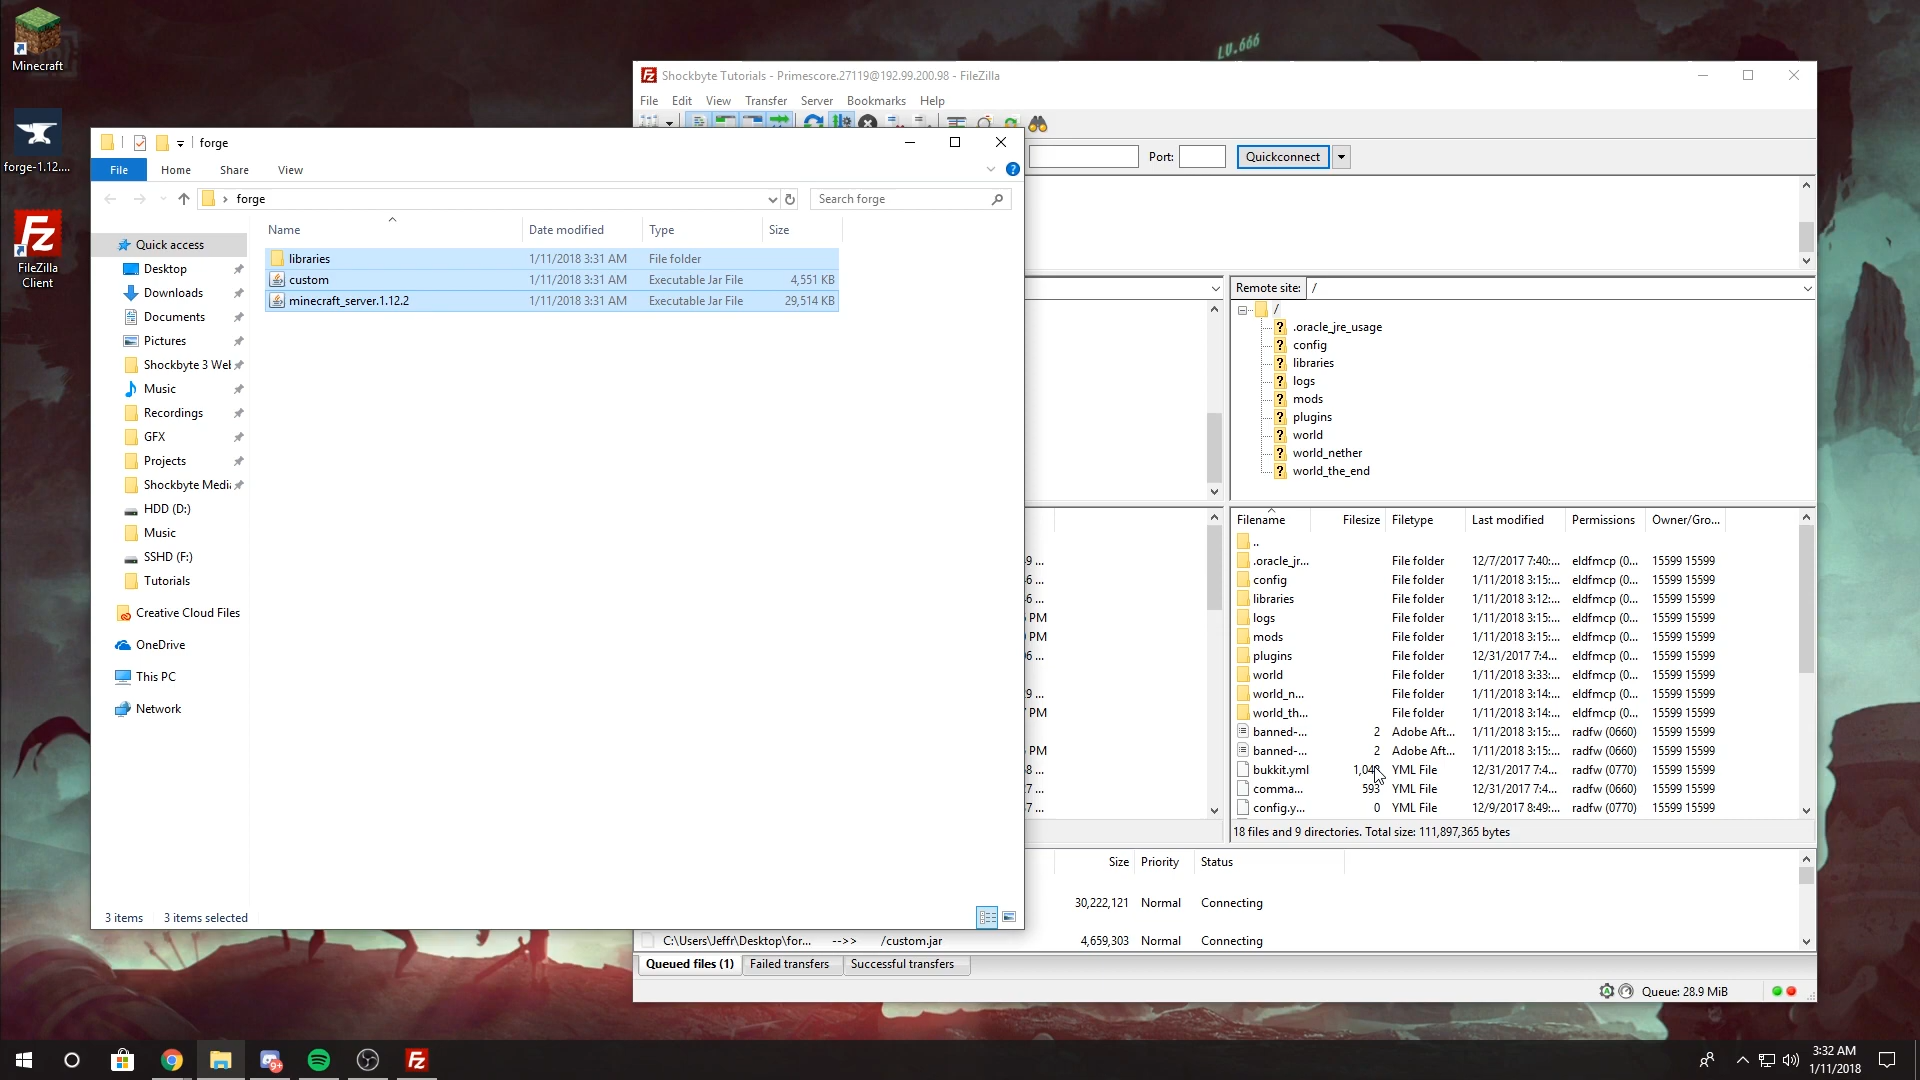 Minecraft
forge-1.12....
FileZilla
Client
LV.666
Shockbyte Tutorials - Primescore.27119@192.99.200.98 - FileZilla
File Edit View Transfer Server Bookmarks Help
Port: Quickconnect
forge
File Home Share View
forge
Search forge
Name Date modified Type Size
libraries 1/11/2018 3:31 AM File folder
custom 1/11/2018 3:31 AM Executable Jar File 4,551 KB
minecraft_server.1.12.2 1/11/2018 3:31 AM Executable Jar File 29,514 KB
Quick access
Desktop
Downloads
Documents
Pictures
Shockbyte 3 Wel
Music
Recordings
GFX
Projects
Shockbyte Medi
HDD (D:)
Music
SSHD (F:)
Tutorials
Creative Cloud Files
OneDrive
This PC
Network
3 items 3 items selected
Remote site: /
/
.oracle_jre_usage
config
libraries
logs
mods
plugins
world
world_nether
world_the_end
Filename Filesize Filetype Last modified Permissions Owner/Gro...
..
9 ... .oracle_jr... File folder 12/7/2017 7:40:... eldfmcp (0... 15599 15599
6 ... config File folder 1/11/2018 3:15:... eldfmcp (0... 15599 15599
6 ... libraries File folder 1/11/2018 3:12:... eldfmcp (0... 15599 15599
PM logs File folder 1/11/2018 3:15:... eldfmcp (0... 15599 15599
PM mods File folder 1/11/2018 3:15:... eldfmcp (0... 15599 15599
6 ... plugins File folder 12/31/2017 7:4... eldfmcp (0... 15599 15599
world File folder 1/11/2018 3:33:... eldfmcp (0... 15599 15599
9 ... world_n... File folder 1/11/2018 3:14:... eldfmcp (0... 15599 15599
PM world_th... File folder 1/11/2018 3:14:... eldfmcp (0... 15599 15599
banned-... 2 Adobe Aft... 1/11/2018 3:15:... radfw (0660) 15599 15599
PM banned-... 2 Adobe Aft... 1/11/2018 3:15:... radfw (0660) 15599 15599
8 ... bukkit.yml YML File 12/31/2017 7:4... radfw (0770) 15599 15599
7 ... comma... 593 YML File 12/31/2017 7:4... radfw (0660) 15599 15599
7 ... config.y... 0 YML File 12/9/2017 8:49:... radfw (0770) 15599 15599
18 files and 9 directories. Total size: 111,897,365 bytes
Size Priority Status
30,222,121 Normal Connecting
C:\Users\Jeffr\Desktop\for... -->> /custom.jar 4,659,303 Normal Connecting
Queued files (1) Failed transfers Successful transfers
Queue: 28.9 MiB
9+
3:32 AM
1/11/2018